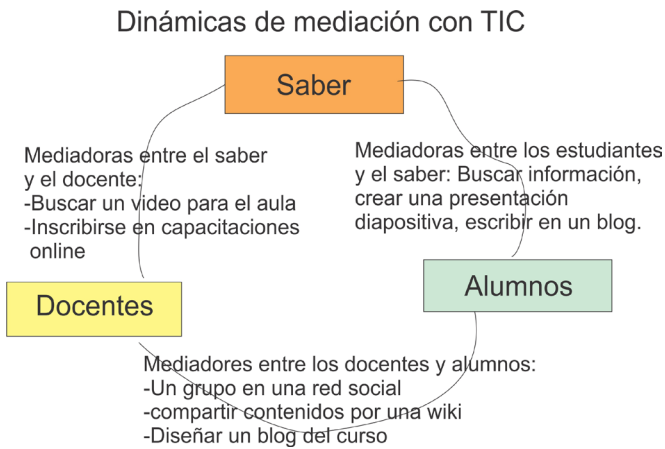 Dinámicas de mediación con TIC
Saber
Mediadoras entre el saber
y el docente:
-Buscar un video para el aula
-Inscribirse en capacitaciones
online
Mediadoras entre los estudiantes
y el saber: Buscar información,
crear una presentación
diapositiva, escribir en un blog.
Docentes
Alumnos
Mediadores entre los docentes y alumnos:
-Un grupo en una red social
-compartir contenidos por una wiki
-Diseñar un blog del curso